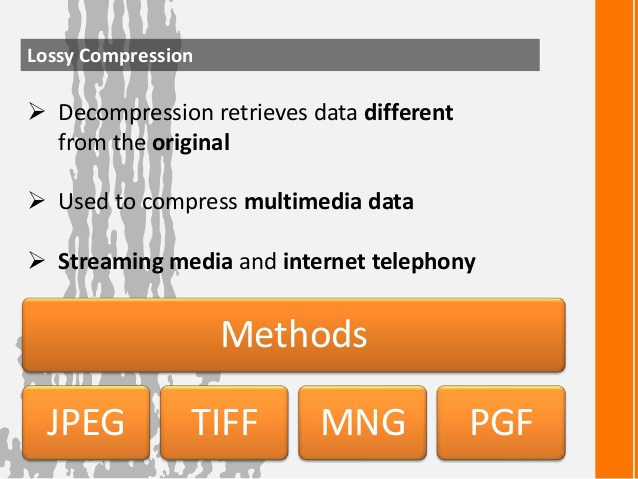 Lossy Compression
➢ Decompression retrieves data different
from the original
➢ Used to compress multimedia data
➢ Streaming media and internet telephony
Methods
JPEG TIFF MNG PGF